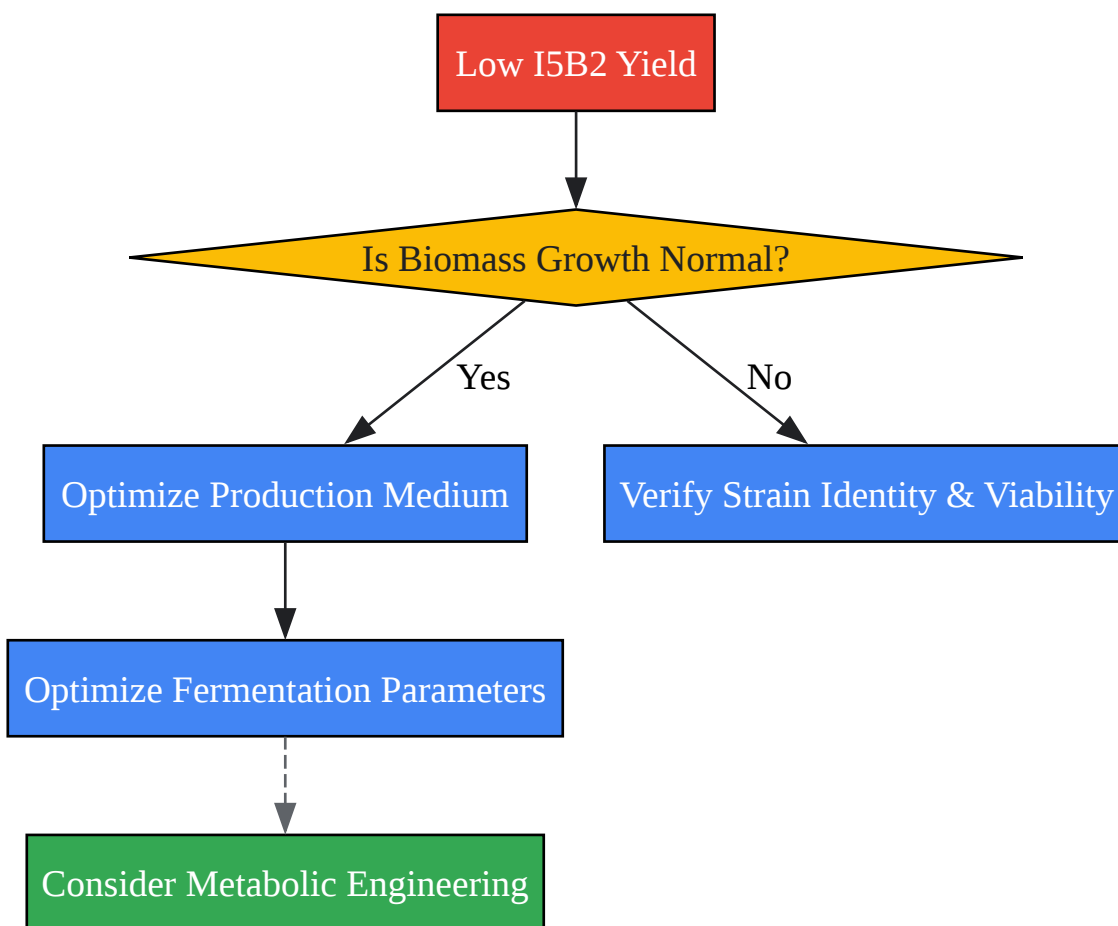 Low I5B2 Yield
Is Biomass Growth Normal?
Yes
No
Optimize Production Medium
Verify Strain Identity & Viability
Optimize Fermentation Parameters
Consider Metabolic Engineering